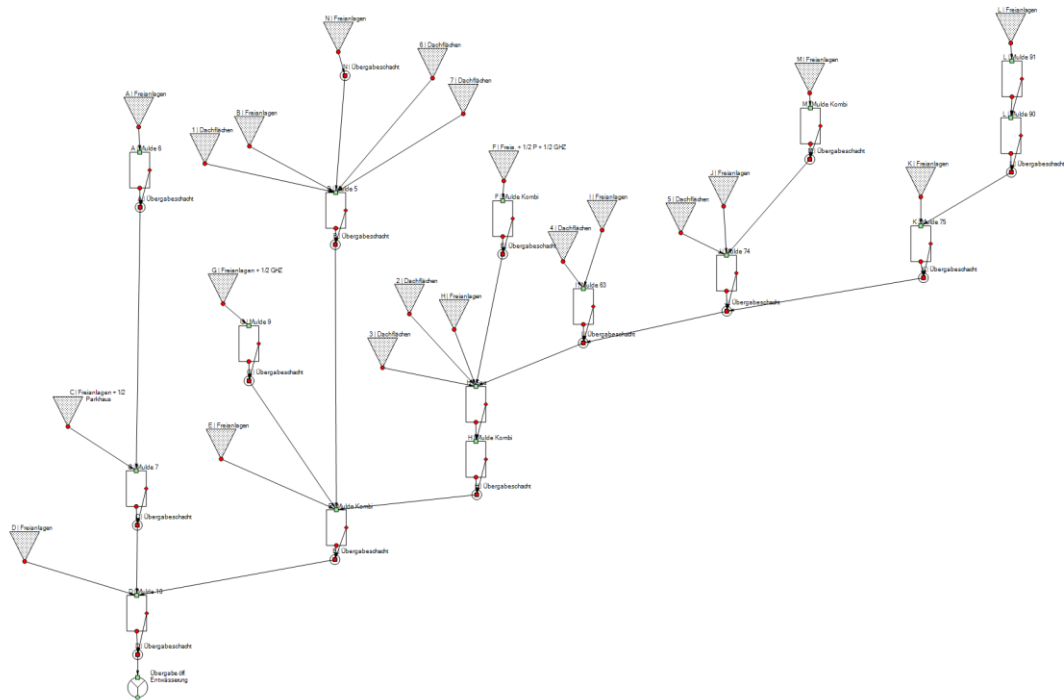 L | Freianlagen
N | Freianlagen
6 | Dachflächen
L | Mulde 91
M | Freianlagen
N | Übergabeschacht
7 | Dachflächen
A | Freianlagen
M | Mulde Kombi
L | Mulde 90
B | Freianlagen
1 | Dachflächen
A | Mulde 6
F | Freia. + 1/2 P + 1/2 GHZ
Übergabeschacht
K | Freianlagen
Übergabeschacht
J | Freianlagen
Mulde 5
F | Mulde Kombi
I | Freianlagen
5 | Dachflächen
Übergabeschacht
4 | Dachflächen
K | Mulde 75
Übergabeschacht
Übergabeschacht
Mulde 74
G | Freianlagen + 1/2 GHZ
2 | Dachflächen
Übergabeschacht
I | Mulde 63
H | Freianlagen
Übergabeschacht
Mulde 9
3 | Dachflächen
Übergabeschacht
Übergabeschacht
C | Freianlagen + 1/2
Parkhaus
E | Freianlagen
H | Mulde Kombi
Mulde 7
Übergabeschacht
Mulde Kombi
Übergabeschacht
D | Freianlagen
Übergabeschacht
D | Mulde 10
Übergabeschacht
Übergabe öff
Entwässerung